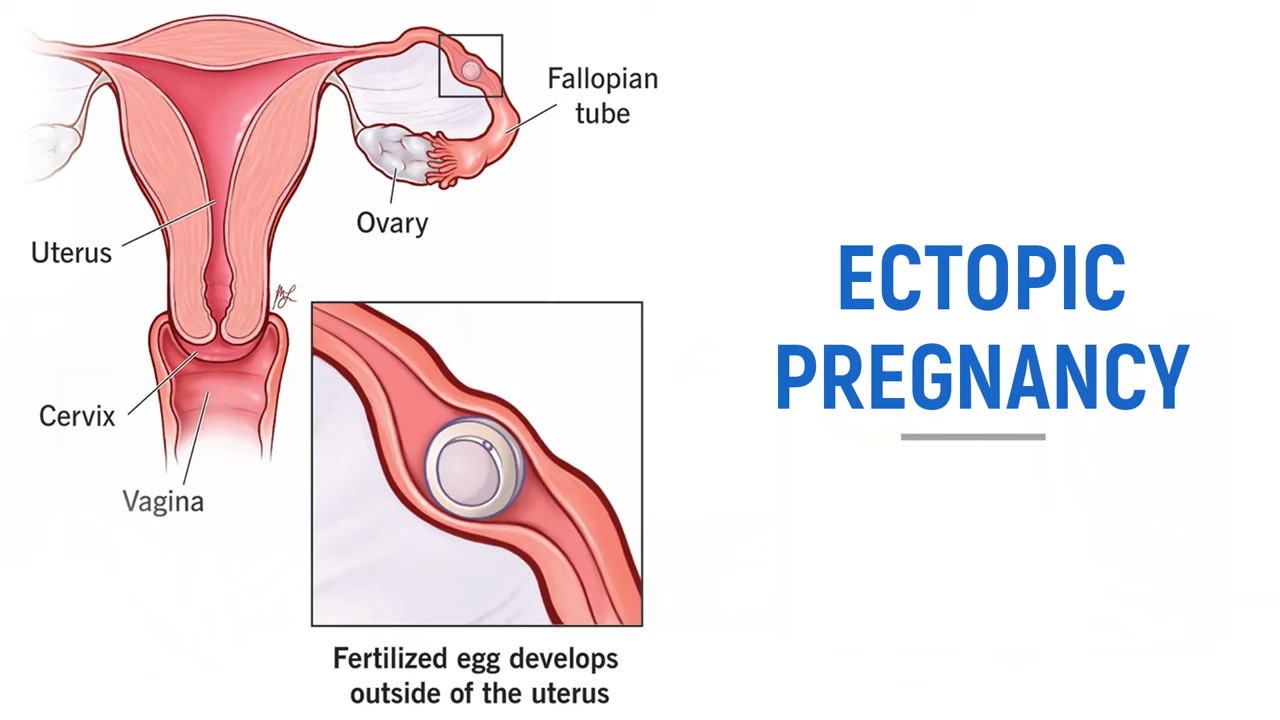 Fallopian
tube
Ovary
Uterus
Cervix
Vagina
Fertilized egg develops
outside of the uterus
ECTOPIC
PREGNANCY